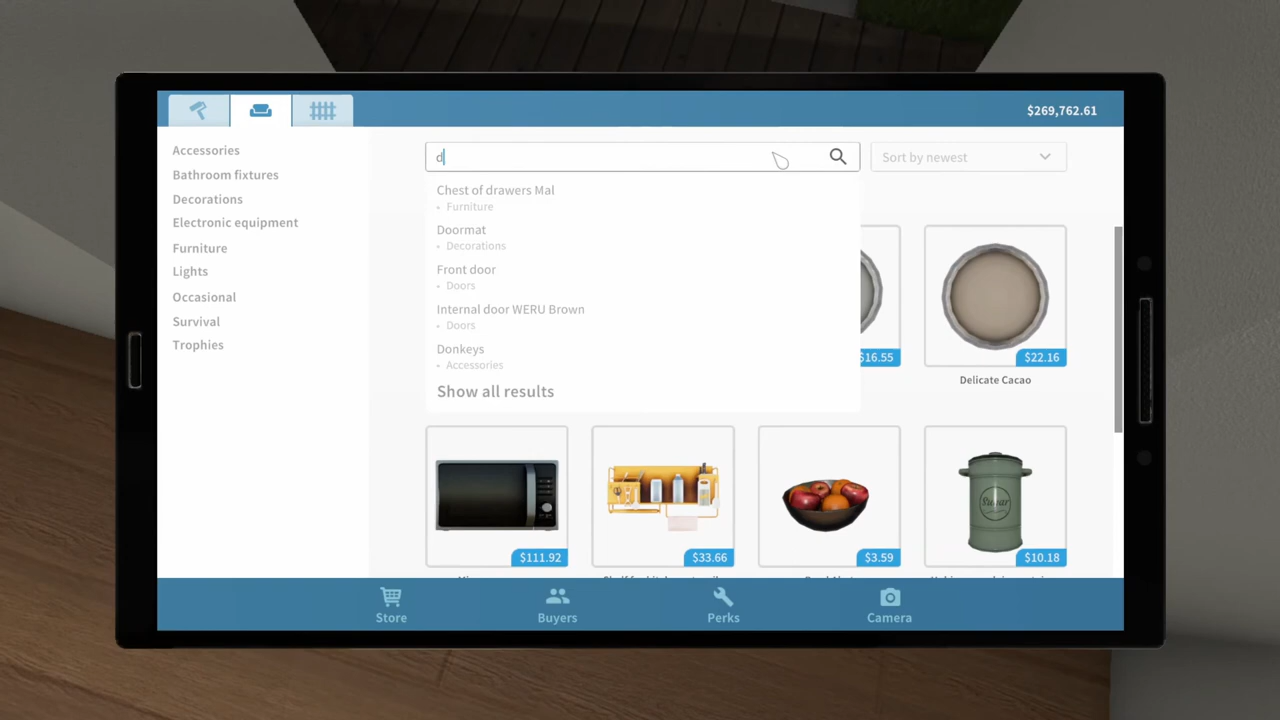 $269,762.61
Accessories
Bathroom fixtures
Decorations
Electronic equipment
Furniture
Lights
Occasional
Survival
Trophies
d
Sort by newest
Chest of drawers Mal
• Furniture
Doormat
• Decorations
Front door
• Doors
Internal door WERU Brown
• Doors
Donkeys
• Accessories
Show all results
$16.55
$22.16
Delicate Cacao
Sugar
$111.92
$33.66
$3.59
$10.18
Store
Buyers
Perks
Camera